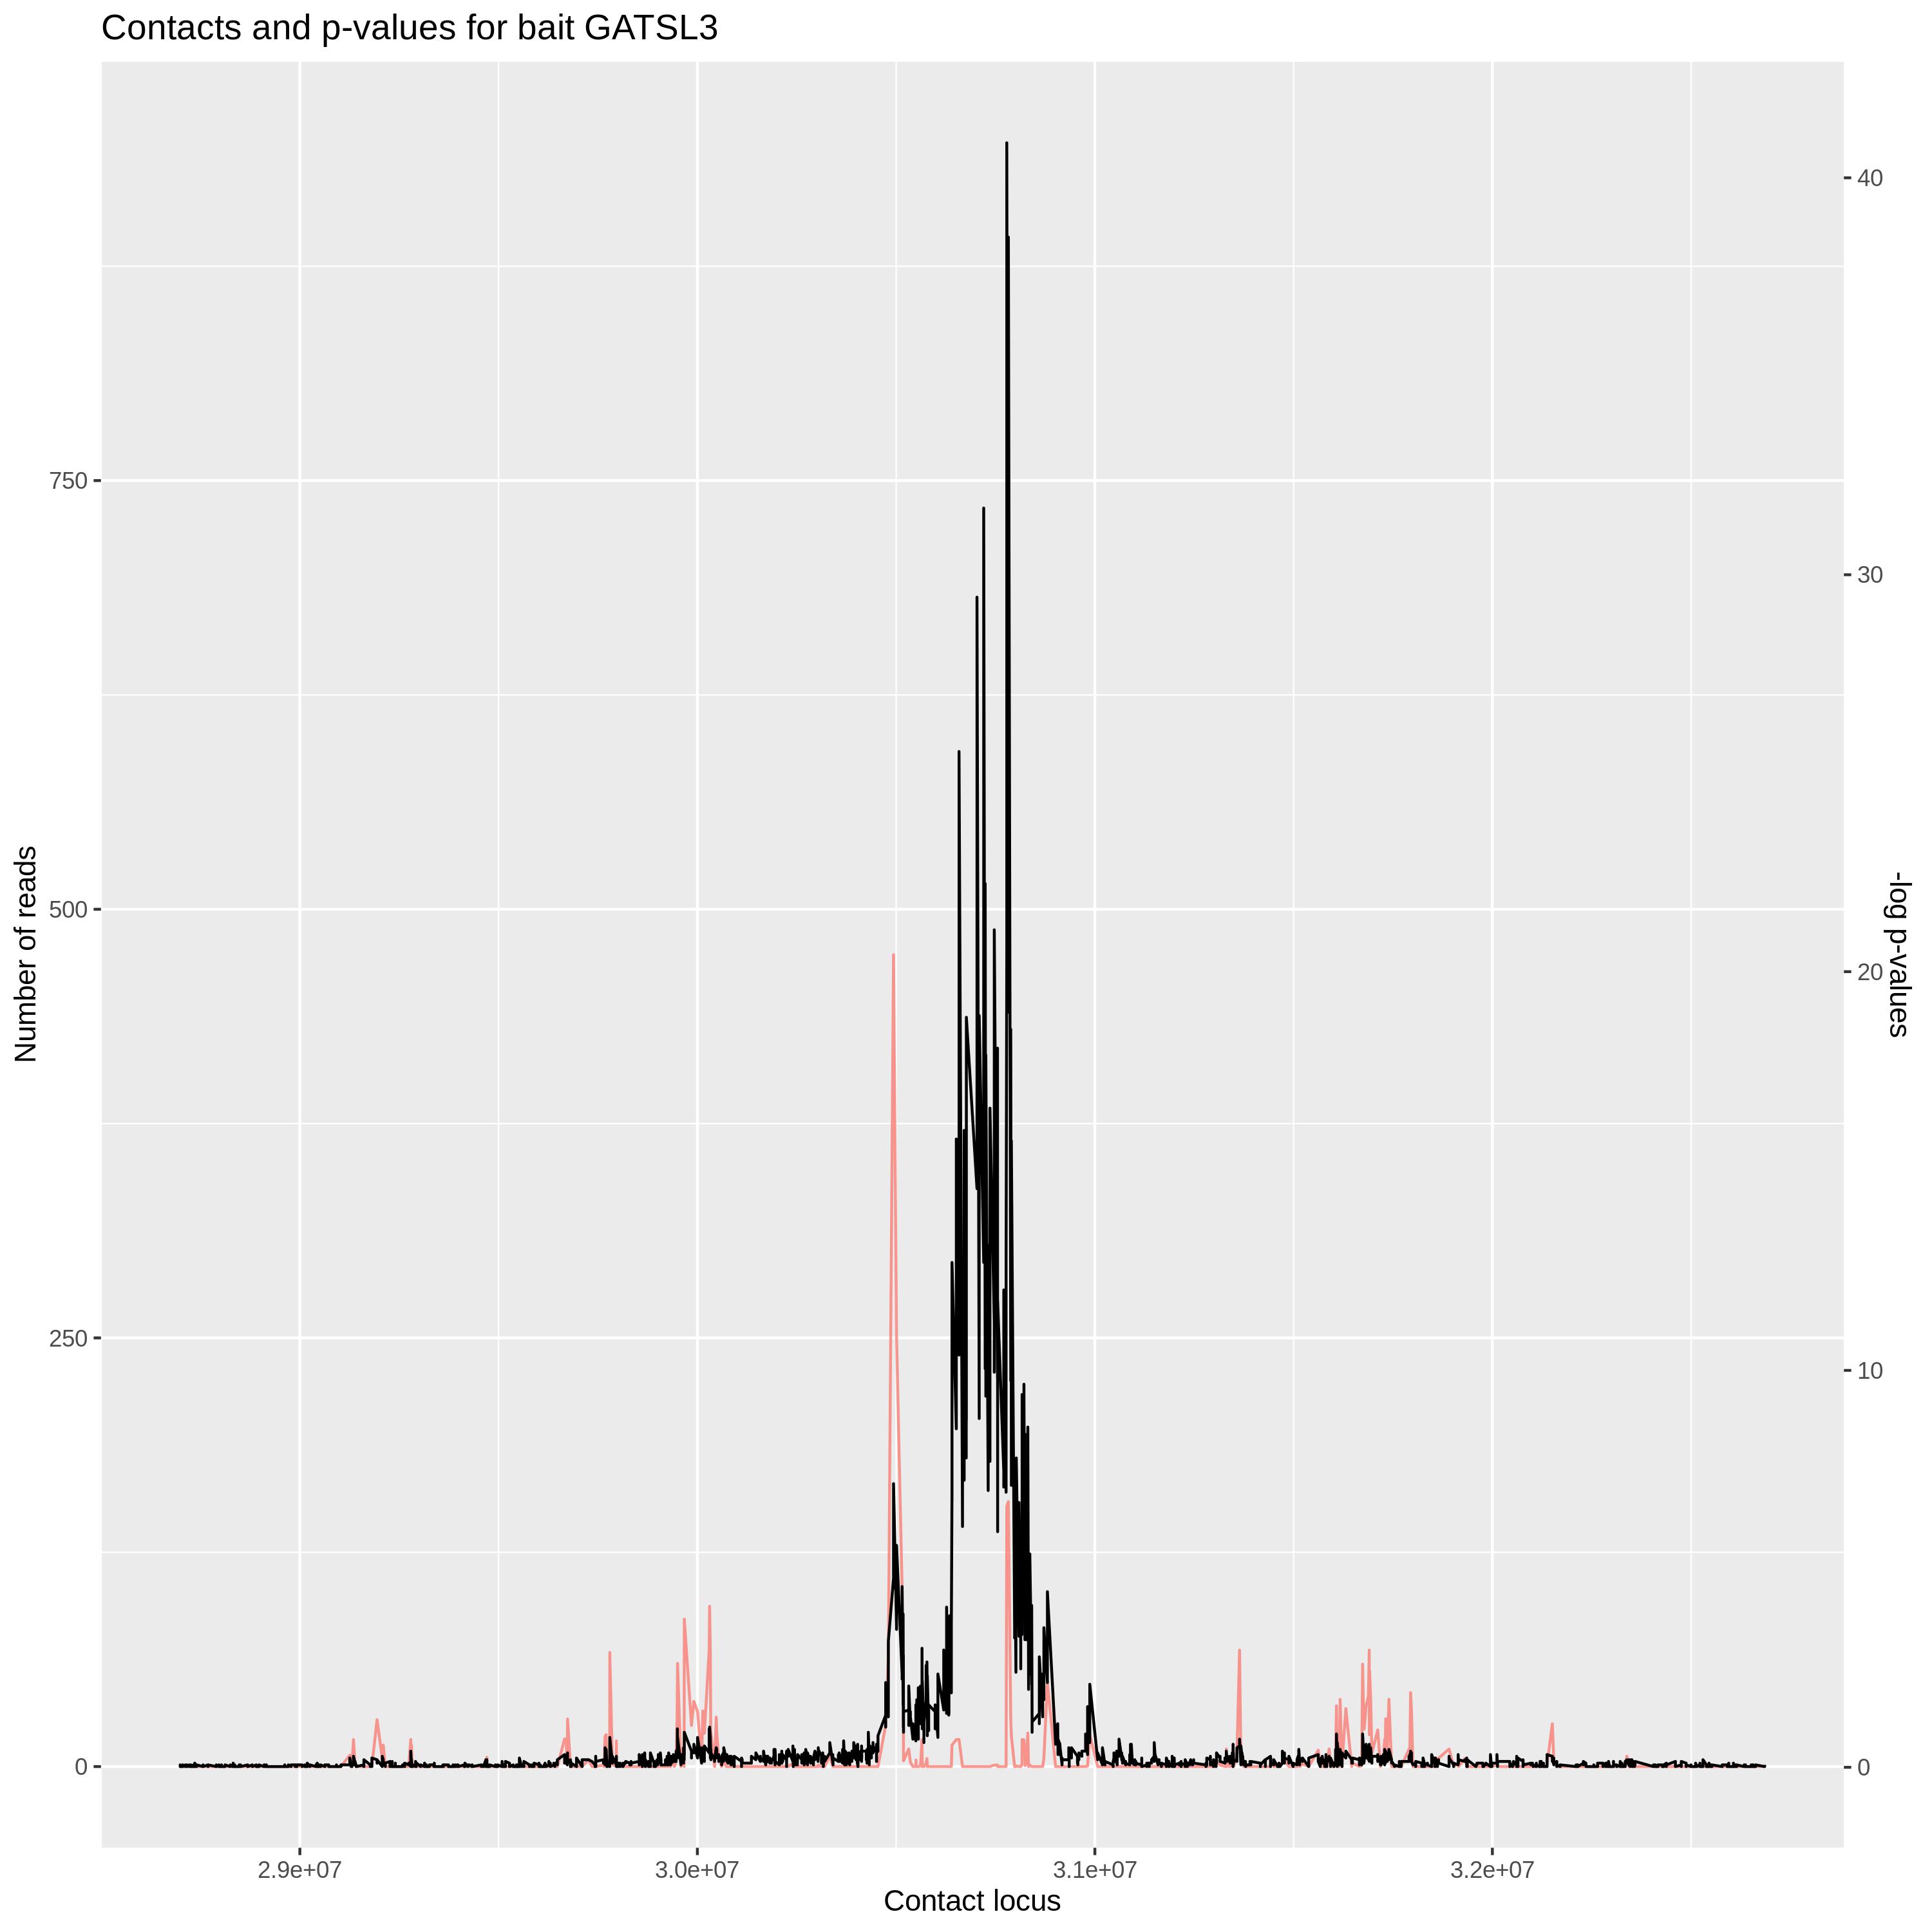 Contacts and p-values for bait GATSL3
Number of reads
750
500
250
0
40
30
20
10
0
-log p-values
2.9e+07
3.0e+07
3.1e+07
3.2e+07
Contact locus